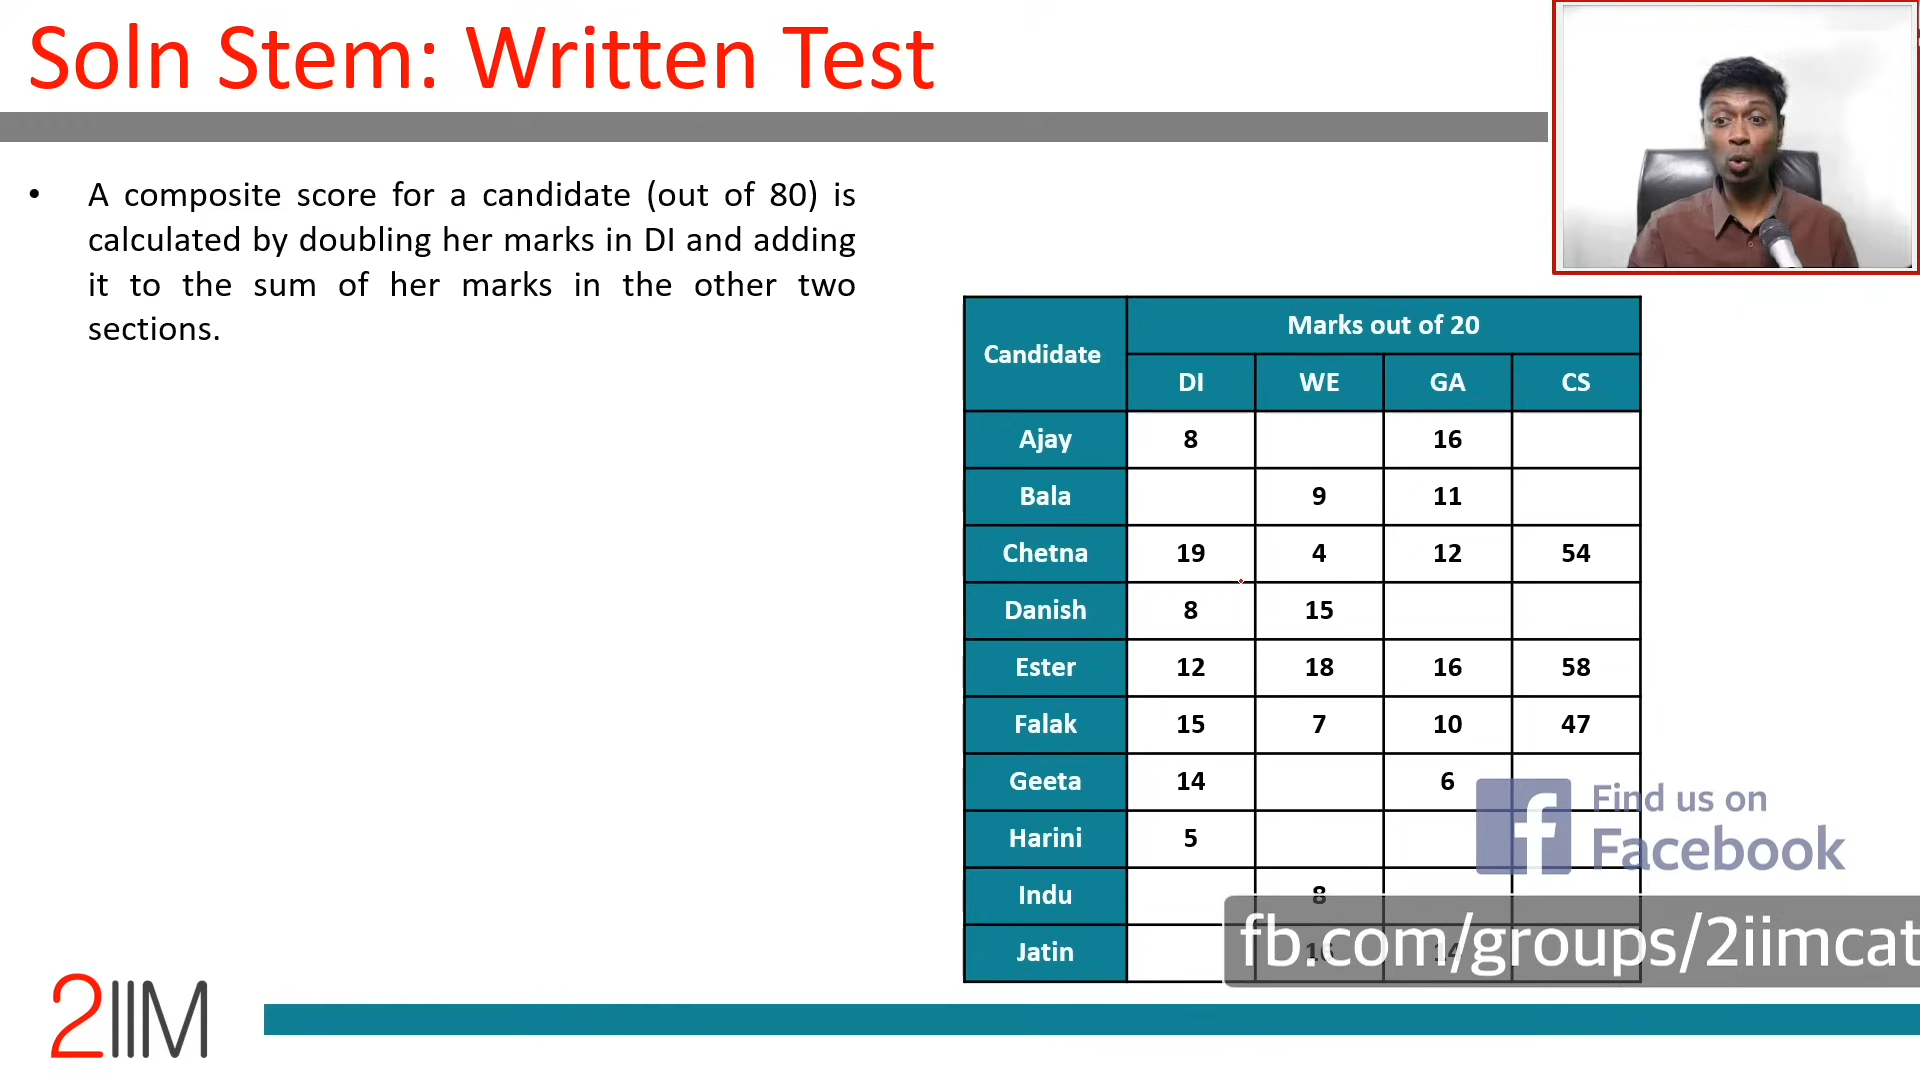 Soln Stem: Written Test
• A composite score for a candidate (out of 80) is
calculated by doubling her marks in DI and adding
it to the sum of her marks in the other two
sections.
Candidate Marks out of 20
DI WE GA CS
Ajay 8 16
Bala 9 11
Chetna 19 4 12 54
Danish 8 15
Ester 12 18 16 58
Falak 15 7 10 47
Geeta 14 6
Harini 5
Indu 8
Jatin 16 14
Find us on
Facebook
fb.com/groups/2iimcat
2IIM